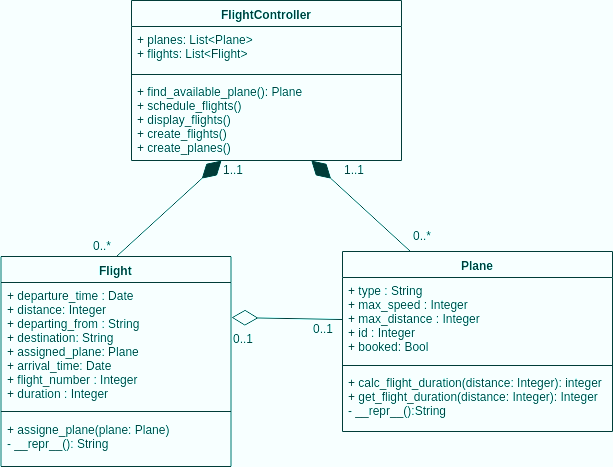 FlightController
+ planes: List<Plane>
+ flights: List<Flight>
+ find_available_plane(): Plane
+ schedule_flights()
+ display_flights()
+ create_flights()
+ create_planes()
1..1
1..1
0..*
0..*
Flight
+ departure_time : Date
+ distance: Integer
+ departing_from : String
+ destination: String
+ assigned_plane: Plane
+ arrival_time: Date
+ flight_number : Integer
+ duration : Integer
+ assigne_plane(plane: Plane)
- __repr__(): String
0..1
0..1
Plane
+ type : String
+ max_speed : Integer
+ max_distance : Integer
+ id : Integer
+ booked: Bool
+ calc_flight_duration(distance: Integer): integer
+ get_flight_duration(distance: Integer): Integer
- __repr__():String